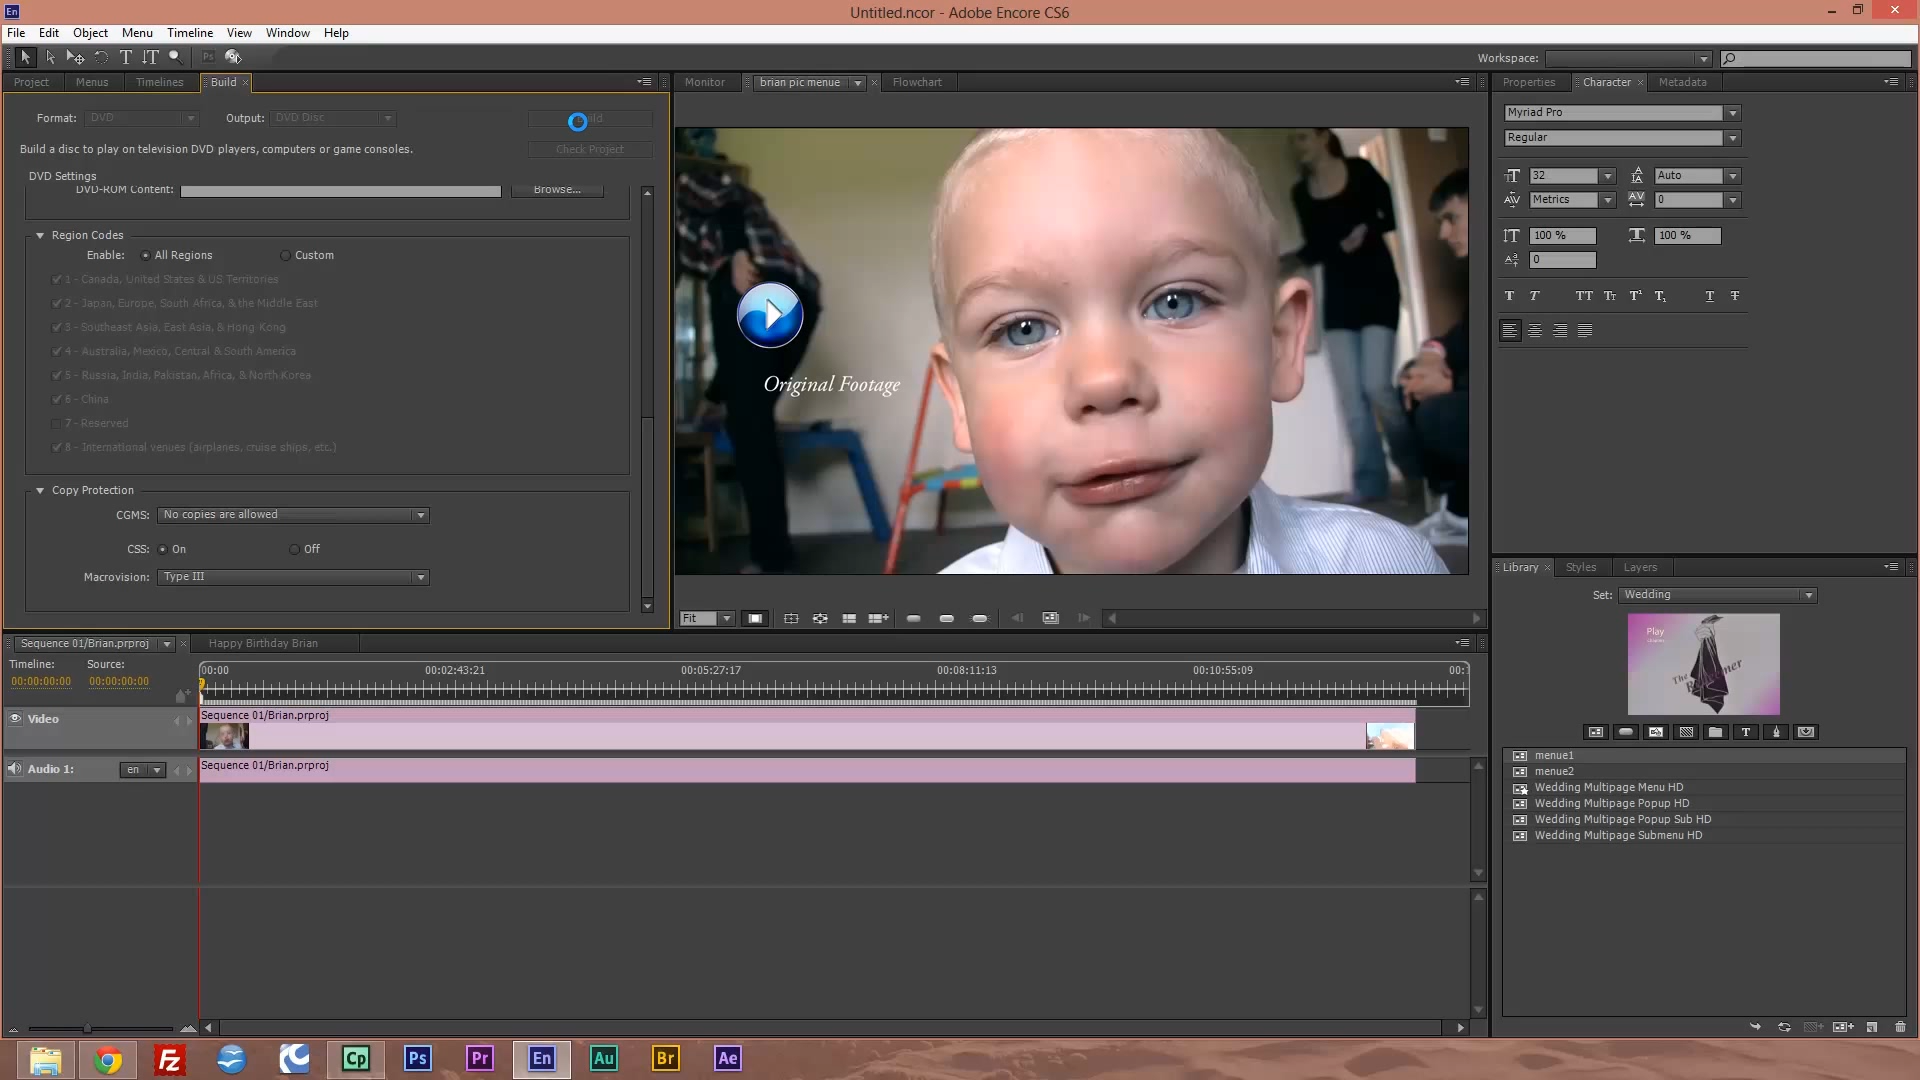 En
Untitled.ncor - Adobe Encore CS6
File Edit Object Menu Timeline View Window Help
Workspace:
Project Menus Timelines Build
Monitor brian pic menue Flowchart
Properties Character Metadata
Format: DVD Output: DVD Disc
Build a disc to play on television DVD players, computers or game consoles. Check Project
DVD Settings
DVD-ROM Content: Browse...
Region Codes
Enable: All Regions Custom
1 - Canada, United States & US Territories
2 - Japan, Europe, South Africa, & the Middle East
3 - Southeast Asia, East Asia, & Hong Kong
4 - Australia, Mexico, Central & South America
5 - Russia, India, Pakistan, Africa, & North Korea
6 - China
7 - Reserved
8 - International venues (airplanes, cruise ships, etc.)
Copy Protection
CGMS: No copies are allowed
CSS: On Off
Macrovision: Type III
Original Footage
Fit
Myriad Pro
Regular
32 Auto
Metrics 0
100 % 100 %
0
Library Styles Layers
Set: Wedding
Play
The
menue1
menue2
Wedding Multipage Menu HD
Wedding Multipage Popup HD
Wedding Multipage Popup Sub HD
Wedding Multipage Submenu HD
Sequence 01/Brian.prproj Happy Birthday Brian
Timeline: Source:
00:00:00:00 00:00:00:00
00:00 00:02:43:21 00:05:27:17 00:08:11:13 00:10:55:09 00:
Video Sequence 01/Brian.prproj
Audio 1: en Sequence 01/Brian.prproj
Fz Cp Ps Pr En Au Br Ae